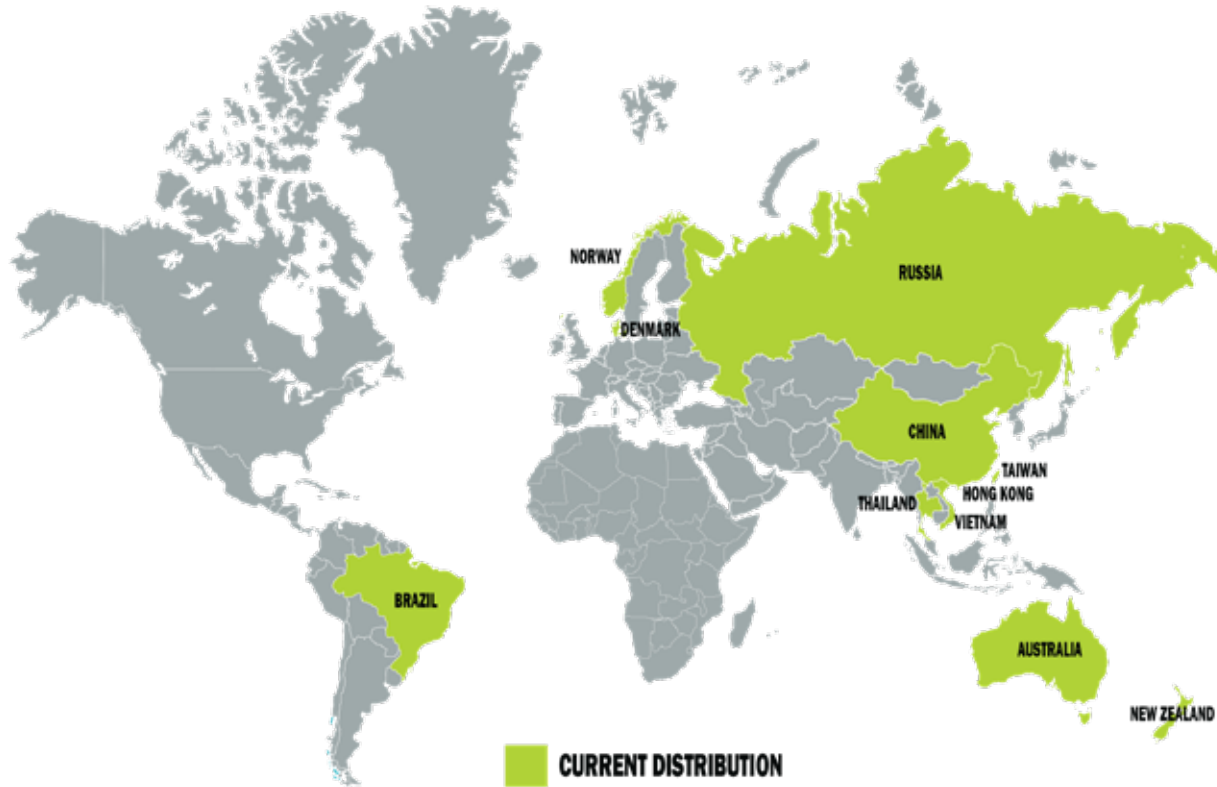 NORWAY
RUSSIA
DENMARK
CHINA
TAIWAN
HONG KONG
THAILAND
VIETNAM
BRAZIL
AUSTRALIA
NEW ZEALAND
CURRENT DISTRIBUTION